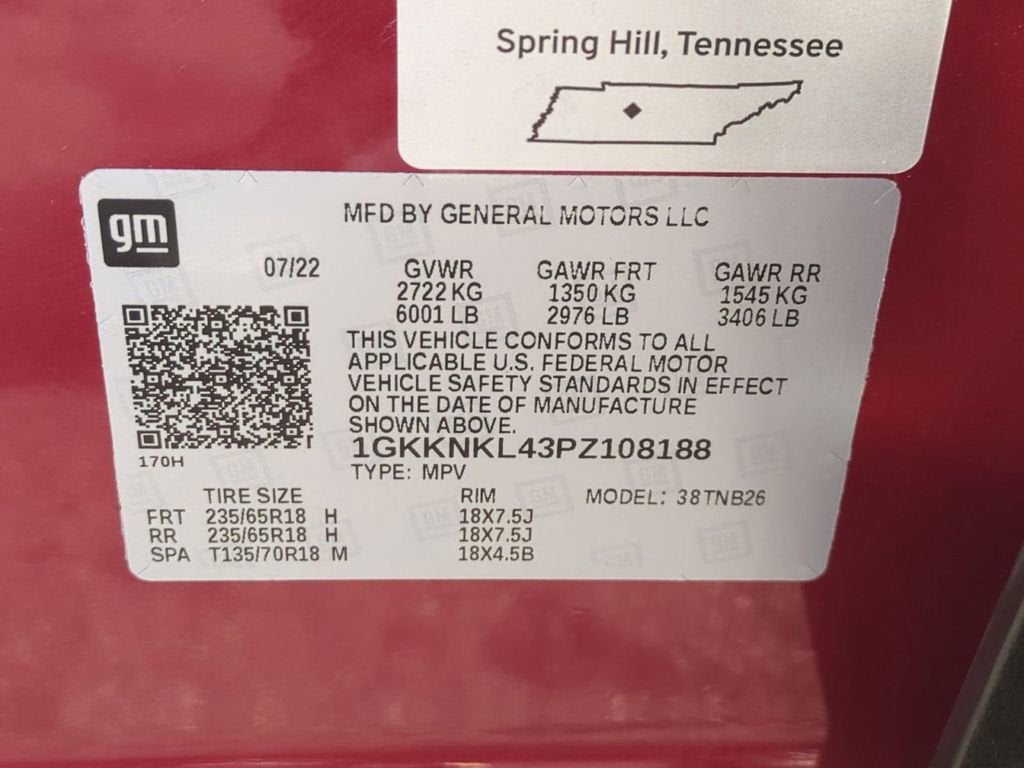 Spring Hill, Tennessee
gm
MFD BY GENERAL MOTORS LLC
07/22 GVWR GAWR FRT GAWR RR
2722 KG 1350 KG 1545 KG
6001 LB 2976 LB 3406 LB
THIS VEHICLE CONFORMS TO ALL
APPLICABLE U.S. FEDERAL MOTOR
VEHICLE SAFETY STANDARDS IN EFFECT
ON THE DATE OF MANUFACTURE
SHOWN ABOVE.
1GKKNKL43PZ108188
170H
TYPE: MPV
TIRE SIZE RIM MODEL: 38TNB26
FRT 235/65R18 H 18X7.5J
RR 235/65R18 H 18X7.5J
SPA T135/70R18 M 18X4.5B